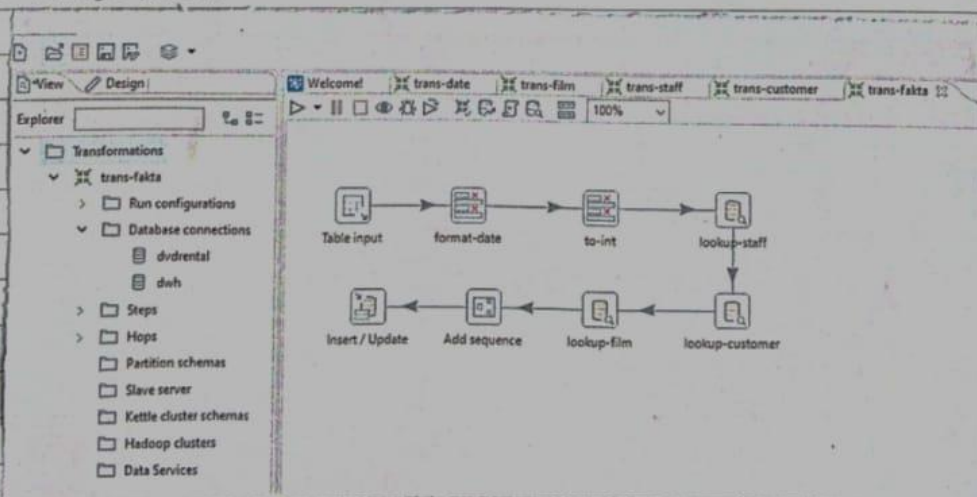 View Design
Welcome! trans-date trans-film trans-staff trans-customer trans-fakta
Explorer
100%
Transformations
trans-fakta
Run configurations
Database connections
dvdrental
dwh
Steps
Hops
Partition schemas
Slave server
Kettle cluster schemas
Hadoop clusters
Data Services
Table input format-date to-int lookup-staff
Insert / Update Add sequence lookup-film lookup-customer